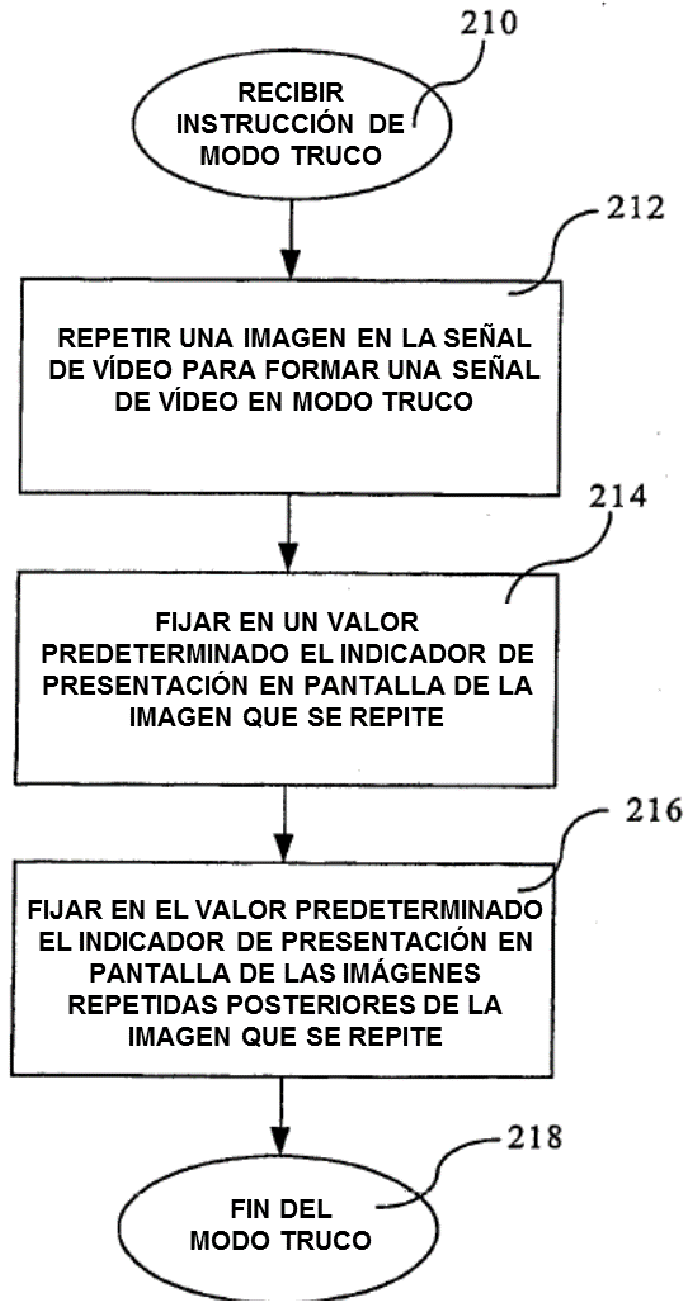 210
RECIBIR
INSTRUCCIÓN DE
MODO TRUCO
212
REPETIR UNA IMAGEN EN LA SEÑAL
DE VÍDEO PARA FORMAR UNA SEÑAL
DE VÍDEO EN MODO TRUCO
214
FIJAR EN UN VALOR
PREDETERMINADO EL INDICADOR DE
PRESENTACIÓN EN PANTALLA DE LA
IMAGEN QUE SE REPITE
216
FIJAR EN EL VALOR PREDETERMINADO
EL INDICADOR DE PRESENTACIÓN EN
PANTALLA DE LAS IMÁGENES
REPETIDAS POSTERIORES DE LA
IMAGEN QUE SE REPITE
218
FIN DEL
MODO TRUCO